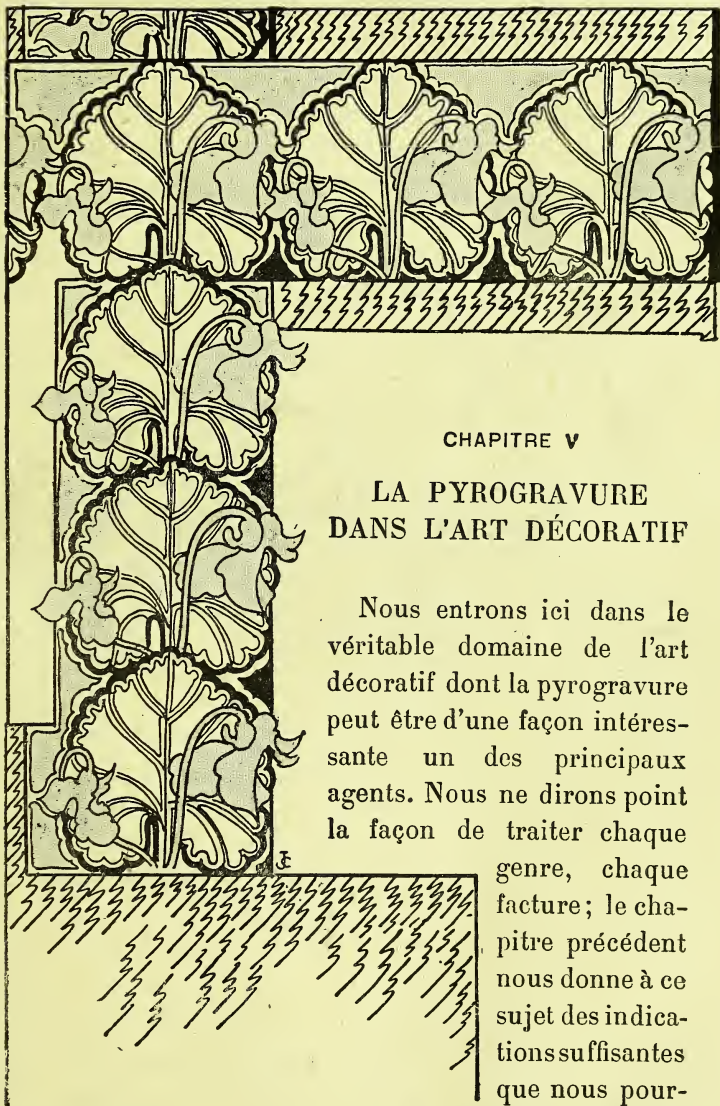 CHAPITRE V
LA PYROGRAVURE
DANS L'ART DÉCORATIF
Nous entrons ici dans le
véritable domaine de l'art
décoratif dont la pyrogravure
peut être d'une façon intéres-
sante un des principaux
agents. Nous ne dirons point
la façon de traiter chaque
genre, chaque
facture; le cha-
pitre précédent
nous donne à ce
sujet des indica-
tions suffisantes
que nous pour-